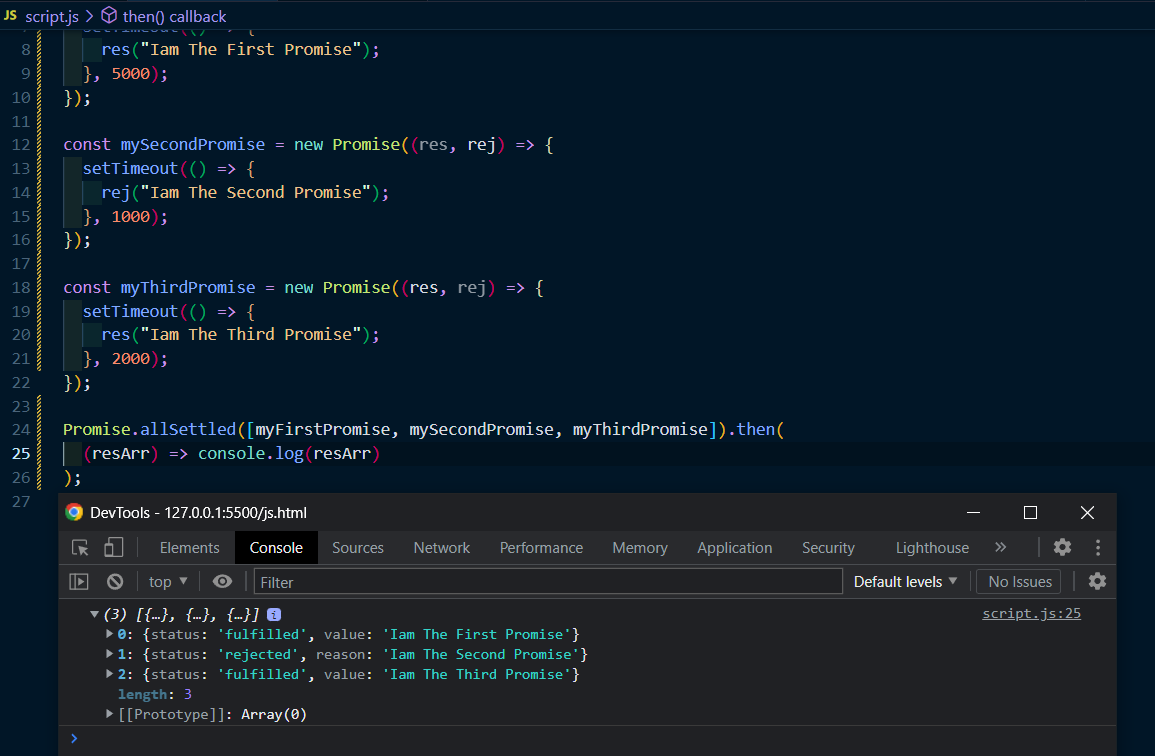 JS script.js > then() callback
setTimeout(() => {
8 res("Iam The First Promise");
9 }, 5000);
10 });
11
12 const mySecondPromise = new Promise((res, rej) => {
13 setTimeout(() => {
14 rej("Iam The Second Promise");
15 }, 1000);
16 });
17
18 const myThirdPromise = new Promise((res, rej) => {
19 setTimeout(() => {
20 res("Iam The Third Promise");
21 }, 2000);
22 });
23
24 Promise.allSettled([myFirstPromise, mySecondPromise, myThirdPromise]).then(
25 (resArr) => console.log(resArr)
26 );
27
DevTools - 127.0.0.1:5500/js.html
Elements Console Sources Network Performance Memory Application Security Lighthouse »
top ▼ Filter Default levels ▼ No Issues
▼(3) [{…}, {…}, {…}] i script.js:25
▶0: {status: 'fulfilled', value: 'Iam The First Promise'}
▶1: {status: 'rejected', reason: 'Iam The Second Promise'}
▶2: {status: 'fulfilled', value: 'Iam The Third Promise'}
length: 3
▶[[Prototype]]: Array(0)
>